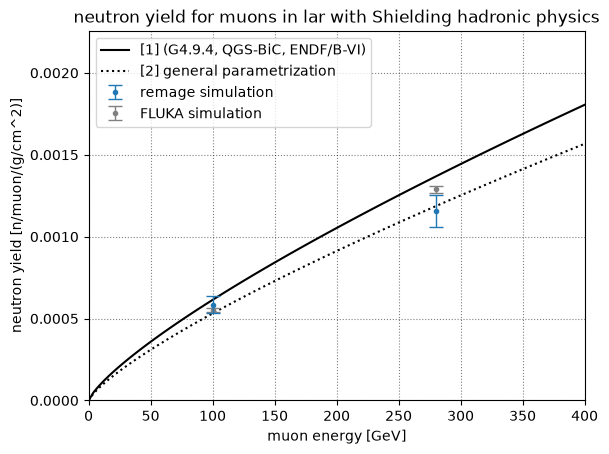 neutron yield for muons in lar with Shielding hadronic physics
[1] (G4.9.4, QGS-BiC, ENDF/B-VI)
[2] general parametrization
remage simulation
FLUKA simulation
neutron yield [n/muon/(g/cm^2)]
0.0020
0.0015
0.0010
0.0005
0.0000
0 50 100 150 200 250 300 350 400
muon energy [GeV]